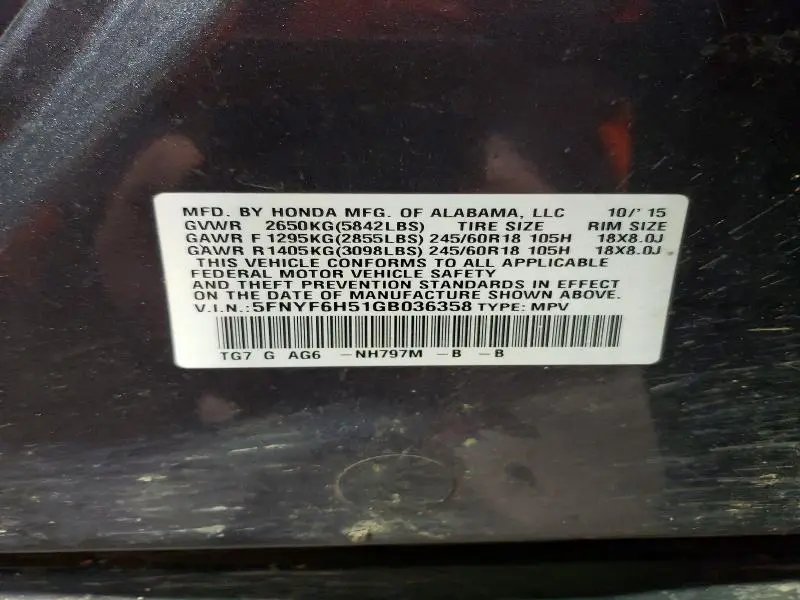 MFD. BY HONDA MFG. OF ALABAMA, LLC 10/'15
GVWR 2650KG(5842LBS) TIRE SIZE RIM SIZE
GAWR F 1295KG(2855LBS) 245/60R18 105H 18X8.0J
GAWR R 1405KG(3098LBS) 245/60R18 105H 18X8.0J
THIS VEHICLE CONFORMS TO ALL APPLICABLE
FEDERAL MOTOR VEHICLE SAFETY
AND THEFT PREVENTION STANDARDS IN EFFECT
ON THE DATE OF MANUFACTURE SHOWN ABOVE.
V.I.N.:5FNYF6H51GB036358 TYPE: MPV
TG7 G AG6 -NH797M -B -B